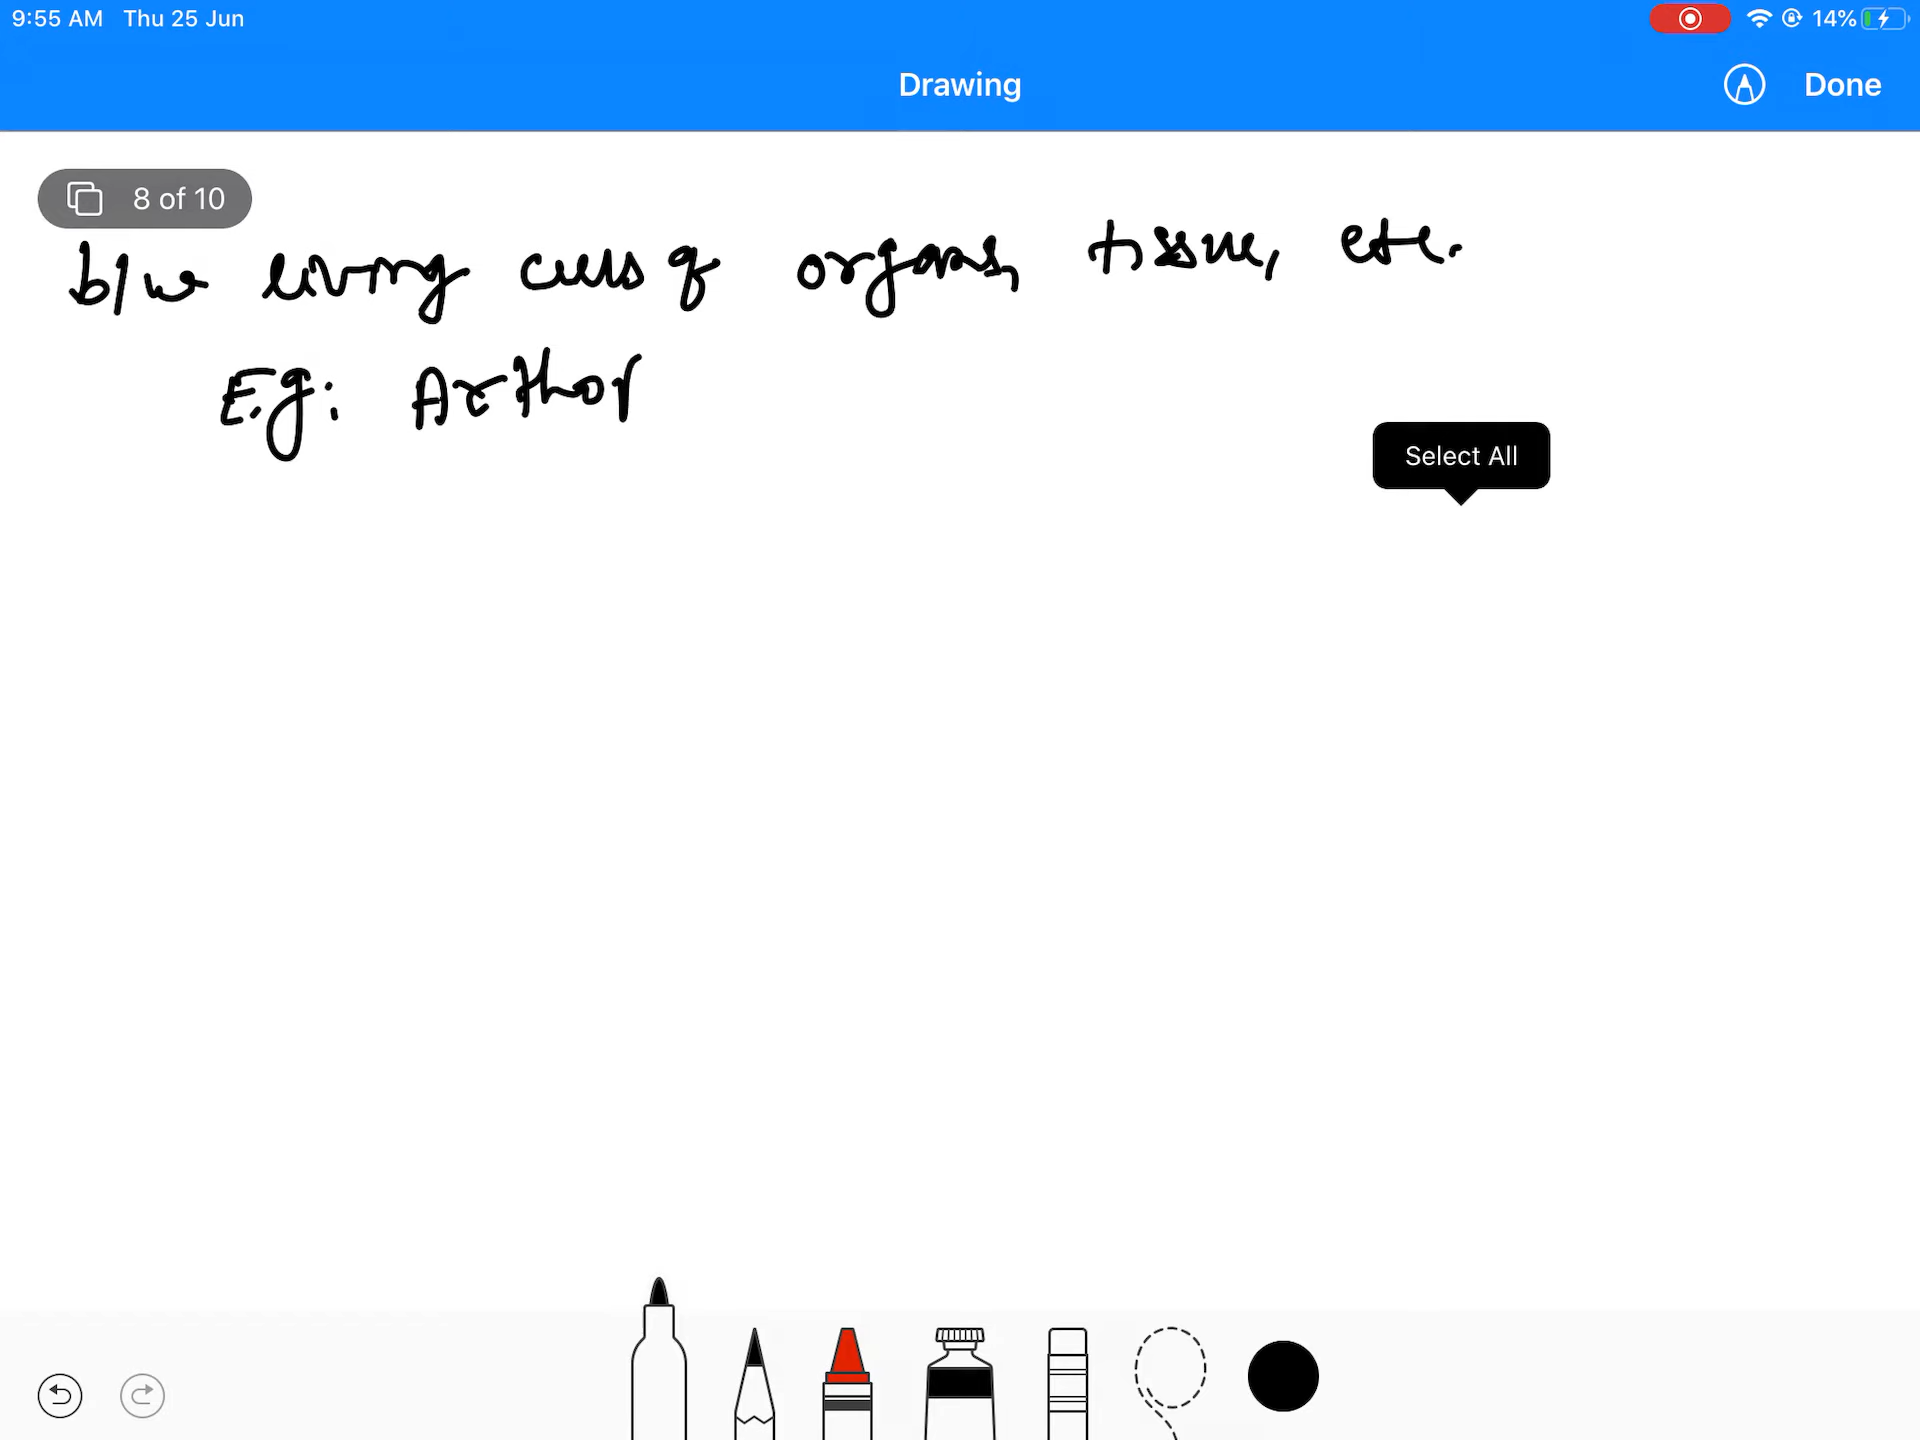 9:55 AM Thu 25 Jun 14%
Drawing Done
8 of 10
b/w living cells of organs, tissue, etc.
E.g: Arthor
Select All